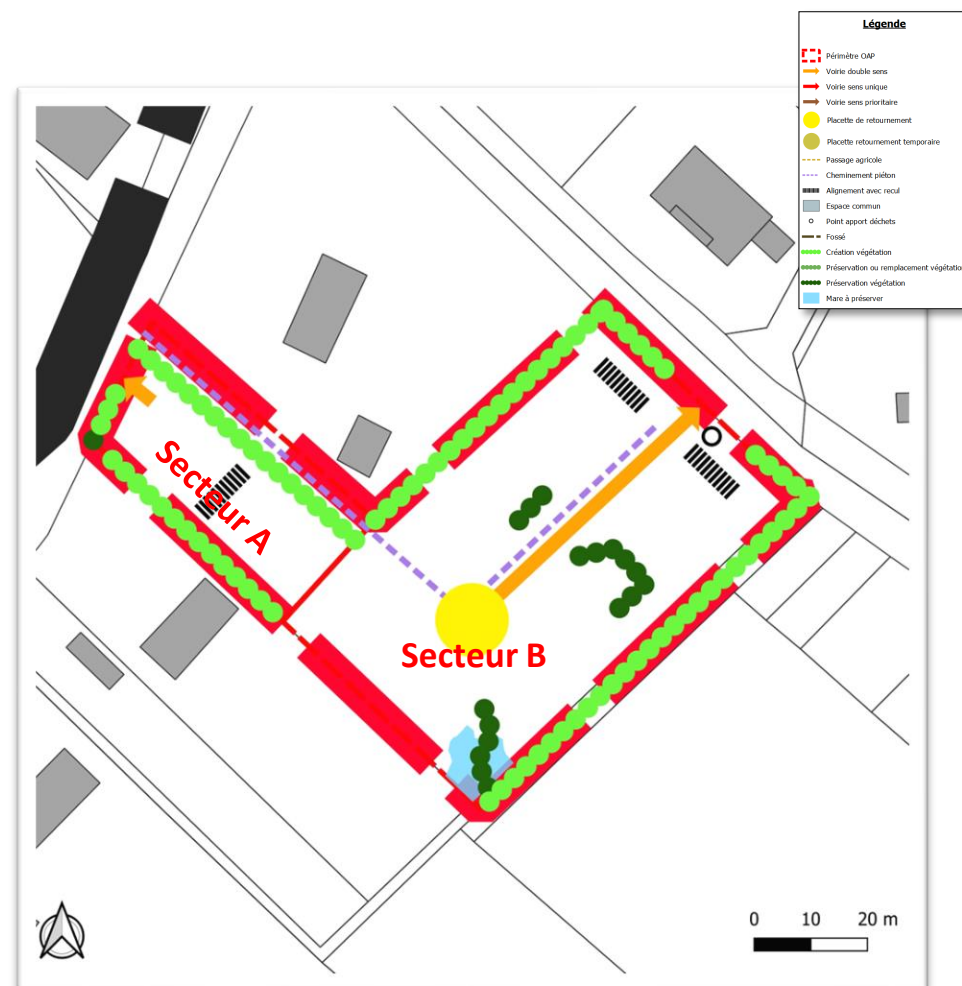 Légende
Périmètre OAP
Voirie double sens
Voirie sens unique
Voirie sens prioritaire
Placette de retournement
Placette retournement temporaire
Passage agricole
Cheminement piéton
Alignement avec recul
Espace commun
Point apport déchets
Fossé
Création végétation
Préservation ou remplacement végétation
Préservation végétation
Mare à préserver
Secteur A
Secteur B
0 10 20 m